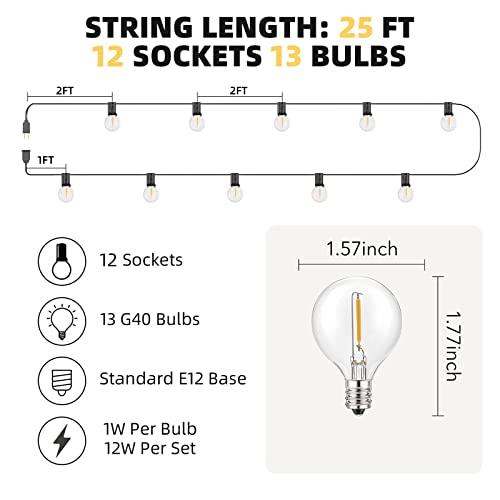 STRING LENGTH: 25 FT
12 SOCKETS 13 BULBS
2FT
2FT
1FT
12 Sockets
13 G40 Bulbs
Standard E12 Base
1W Per Bulb
12W Per Set
1.57inch
1.77inch